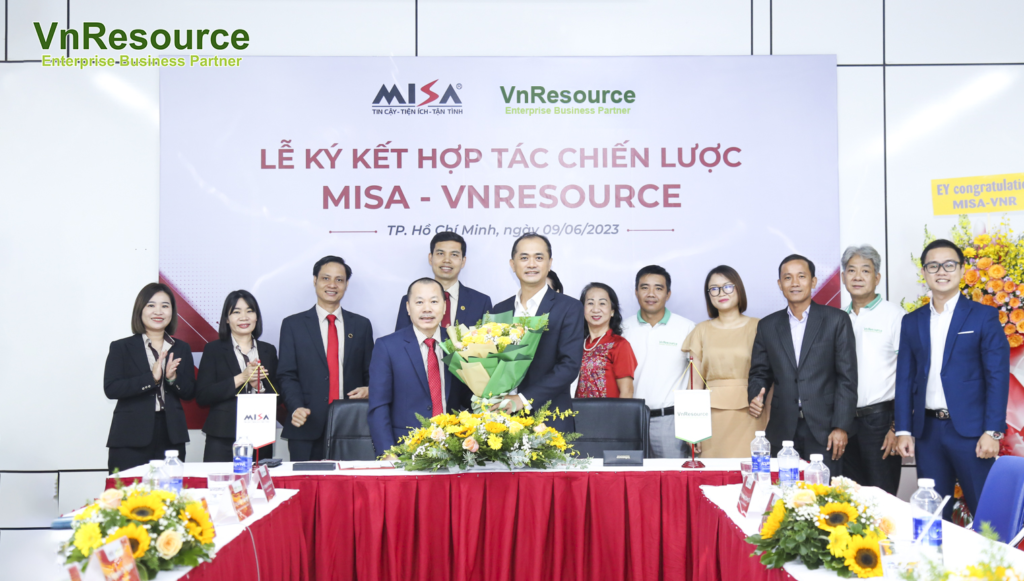 VnResource
Enterprise Business Partner
MISA®
TIN CẬY-TIỆN ÍCH-TẬN TÌNH
VnResource
Enterprise Business Partner
LỄ KÝ KẾT HỢP TÁC CHIẾN LƯỢC
MISA - VNRESOURCE
TP. Hồ Chí Minh, ngày 09/06/2023
EY congratulatio
MISA-VNR
MISA
VnResource